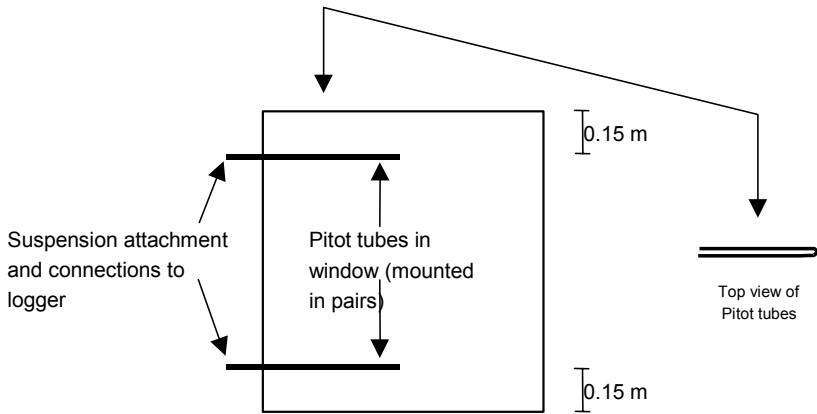 0.15 m
Suspension attachment
and connections to
logger
Pitot tubes in
window (mounted
in pairs)
Top view of
Pitot tubes
0.15 m